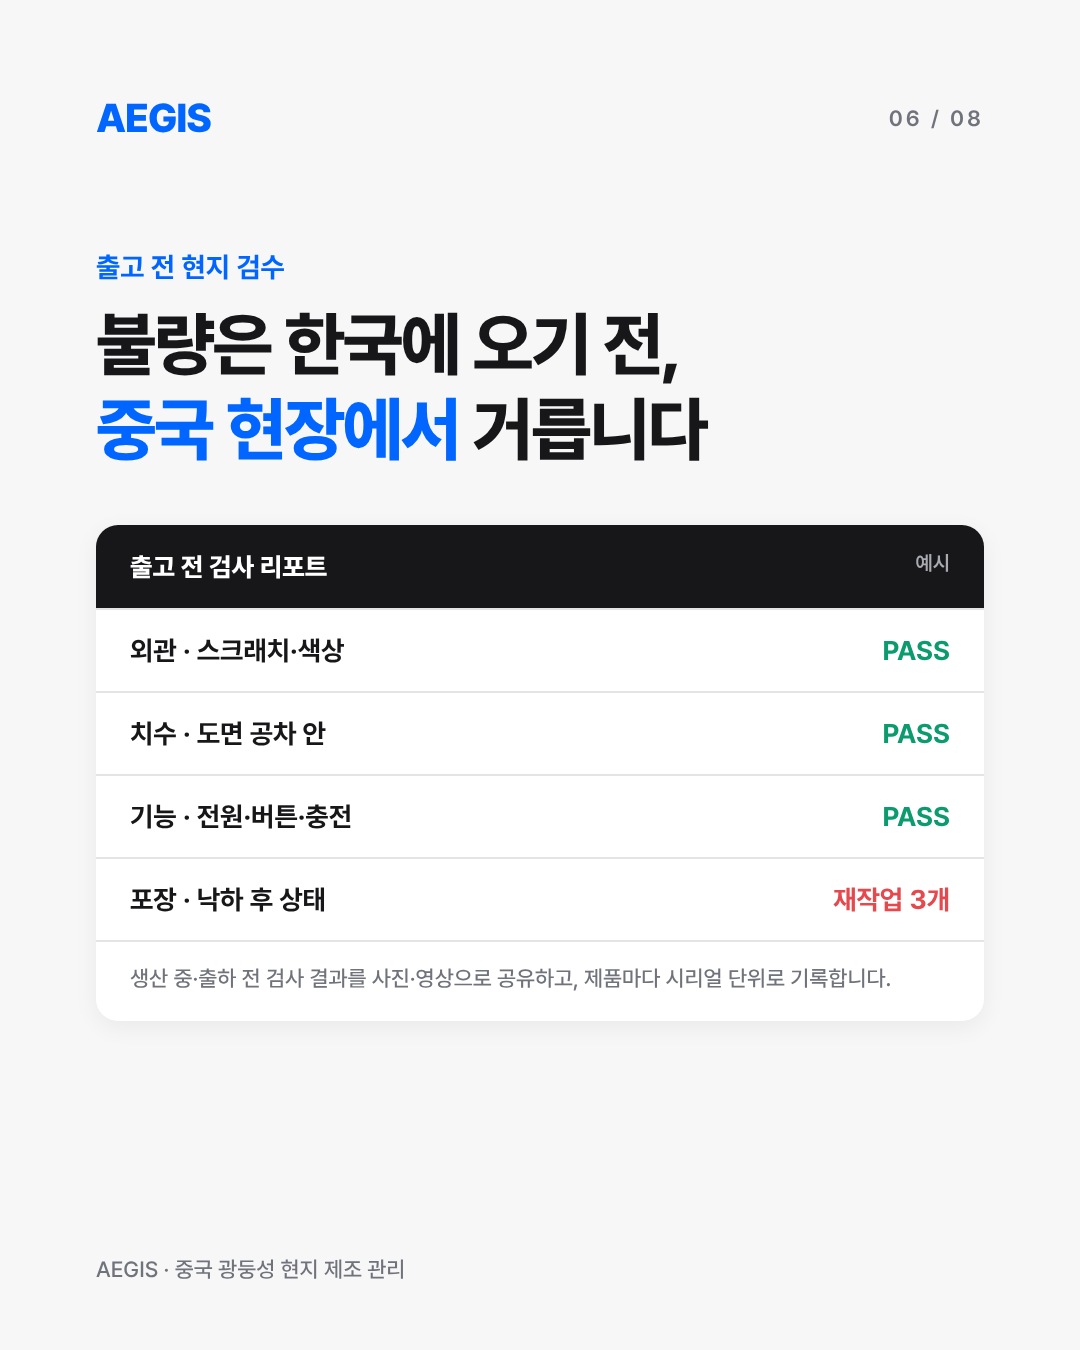 AEGIS
06 / 08
출고 전 현지 검수
불량은 한국에 오기 전,
중국 현장에서 거릅니다
출고 전 검사 리포트
예시
외관 · 스크래치·색상
PASS
치수 · 도면 공차 안
PASS
기능 · 전원·버튼·충전
PASS
포장 · 낙하 후 상태
재작업 3개
생산 중·출하 전 검사 결과를 사진·영상으로 공유하고, 제품마다 시리얼 단위로 기록합니다.
AEGIS · 중국 광둥성 현지 제조 관리